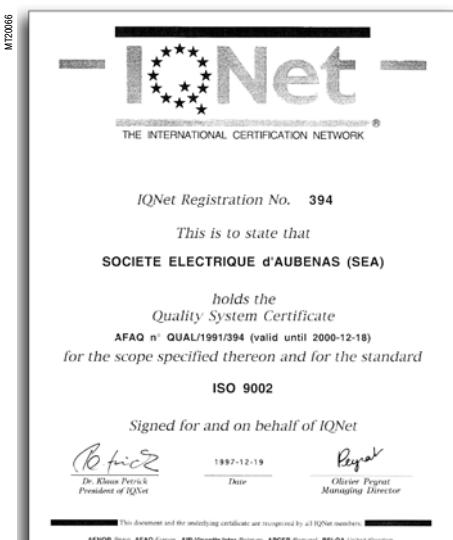 MT20066
IQNet
®
THE INTERNATIONAL CERTIFICATION NETWORK
IQNet Registration No. 394
This is to state that
SOCIETE ELECTRIQUE d'AUBENAS (SEA)
holds the
Quality System Certificate
AFAQ n° QUAL/1991/394 (valid until 2000-12-18)
for the scope specified thereon and for the standard
ISO 9002
Signed for and on behalf of IQNet
1997-12-19
Dr. Klaus Petrick
President of IQNet
Date
Olivier Peyrat
Managing Director
This document and the underlying certificate are recognized by all IQNet members: